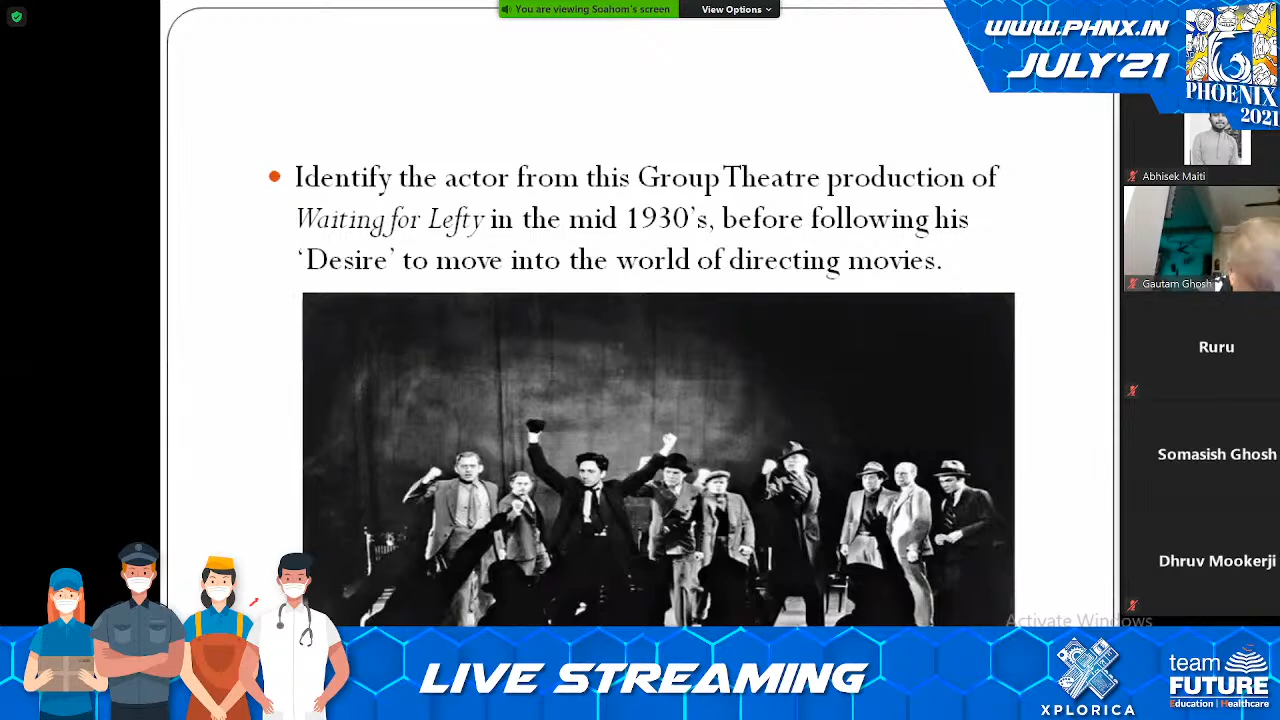 You are viewing Soahom's screen
View Options
WWW.PHNX.IN
JULY'21
PHOENIX
2021
Identify the actor from this Group Theatre production of
Waiting for Lefty in the mid 1930's, before following his
'Desire' to move into the world of directing movies.
Abhisek Maiti
Gautam Ghosh
Ruru
Somasish Ghosh
Dhruv Mookerji
Activate Windows
LIVE STREAMING
XPLORICA
team
FUTURE
Education | Healthcare